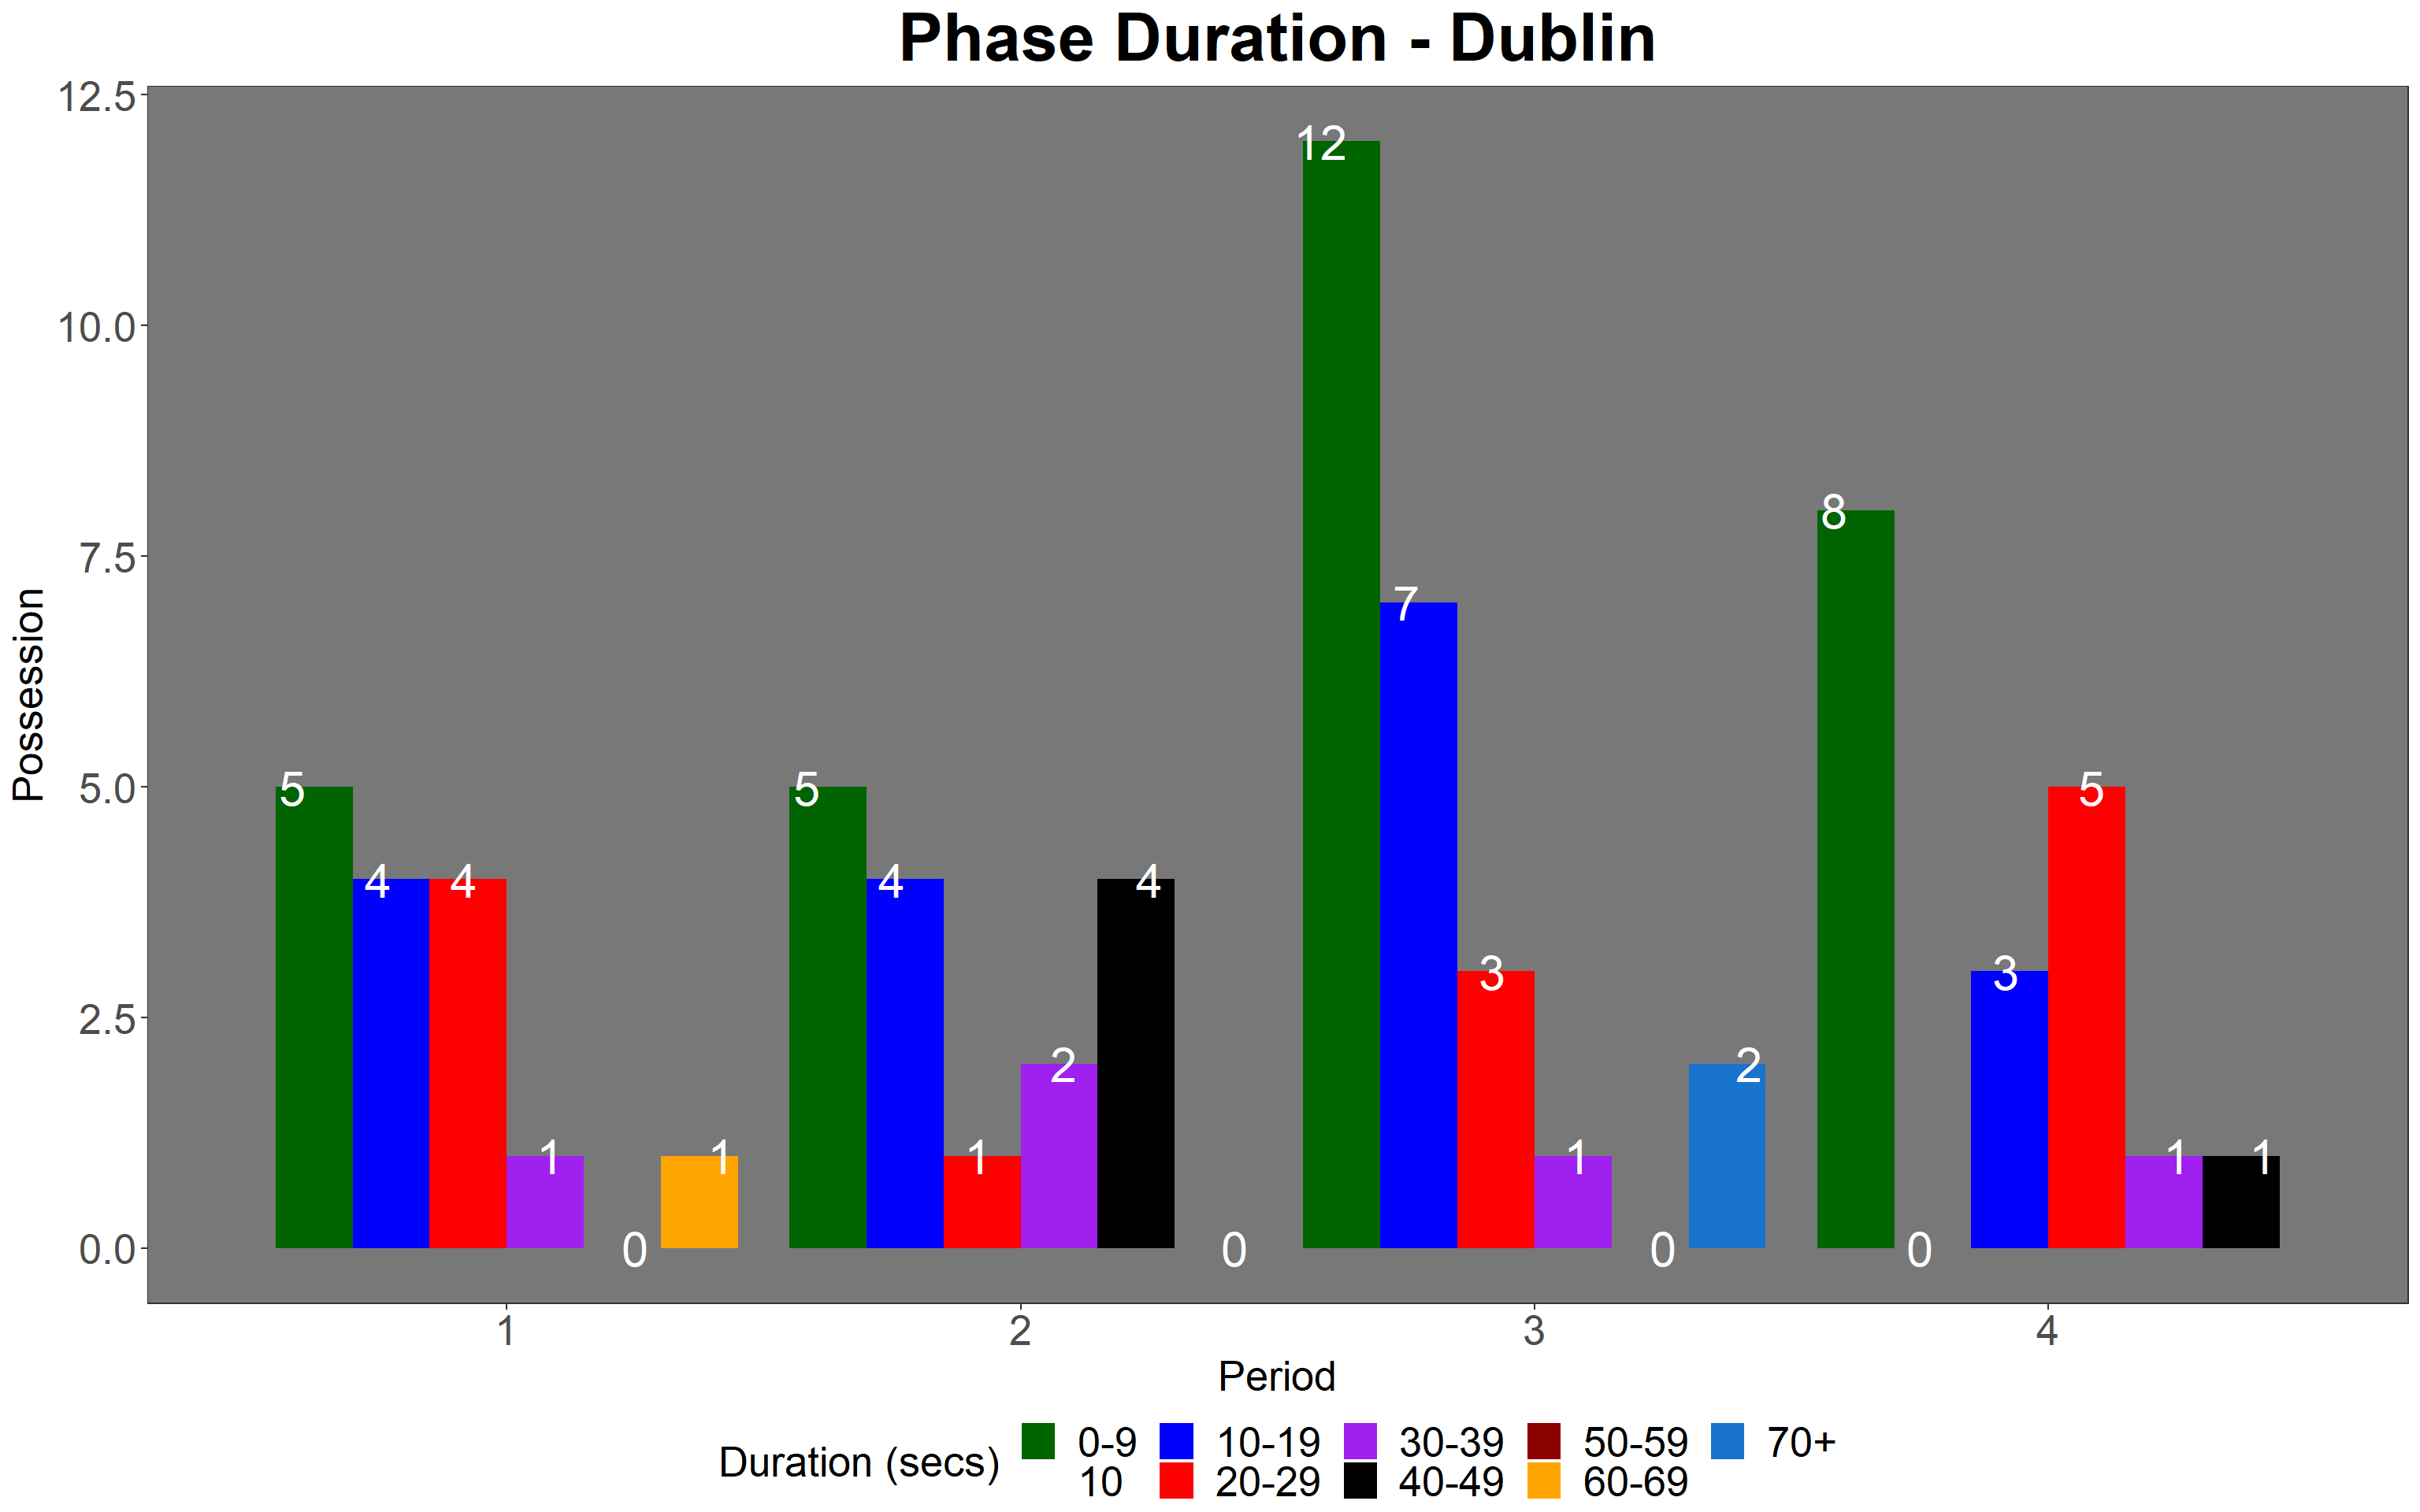 Phase Duration - Dublin
12.5
10.0
7.5
5.0
2.5
0.0
Possession
5 4 4 1 0 1
5 4 1 2 4 0
12 7 3 1 0 2
8 0 3 5 1 1
1 2 3 4
Period
Duration (secs)
0-9 10-19 30-39 50-59 70+
10 20-29 40-49 60-69